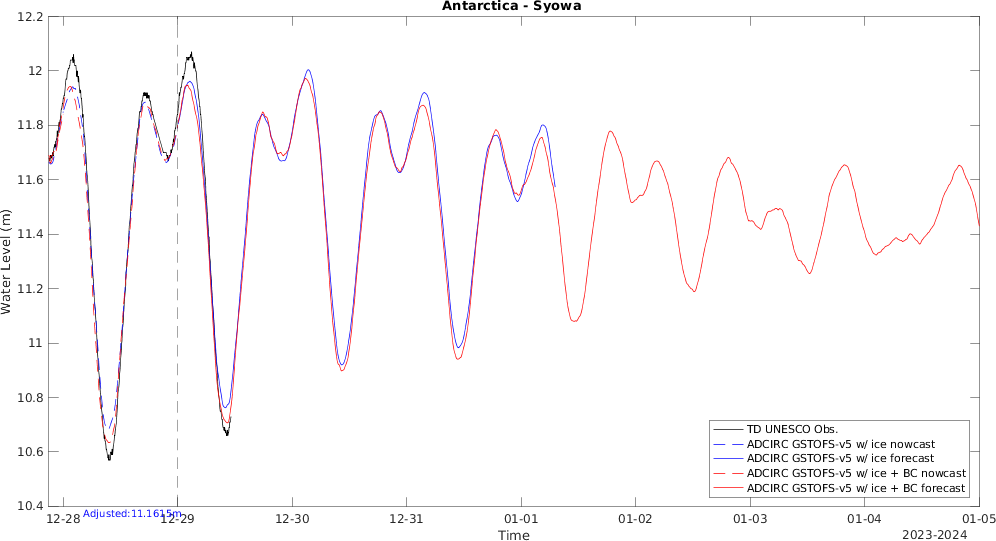 Antarctica - Syowa
Water Level (m)
12.2
12
11.8
11.6
11.4
11.2
11
10.8
10.6
10.4
TD UNESCO Obs.
ADCIRC GSTOFS-v5 w/ ice nowcast
ADCIRC GSTOFS-v5 w/ ice forecast
ADCIRC GSTOFS-v5 w/ ice + BC nowcast
ADCIRC GSTOFS-v5 w/ ice + BC forecast
Adjusted:11.1615m
12-28 12-29 12-30 12-31 01-01 01-02 01-03 01-04 01-05
Time
2023-2024